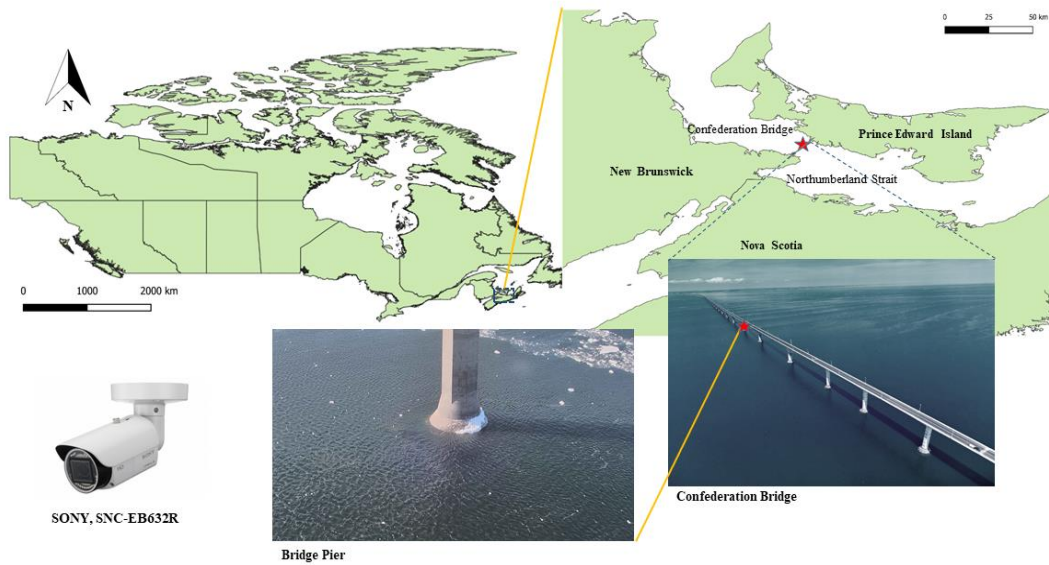 N
0 25 50 km
Confederation Bridge
Prince Edward Island
New Brunswick
Northumberland Strait
Nova Scotia
0 1000 2000 km
SONY, SNC-EB632R
Bridge Pier
Confederation Bridge